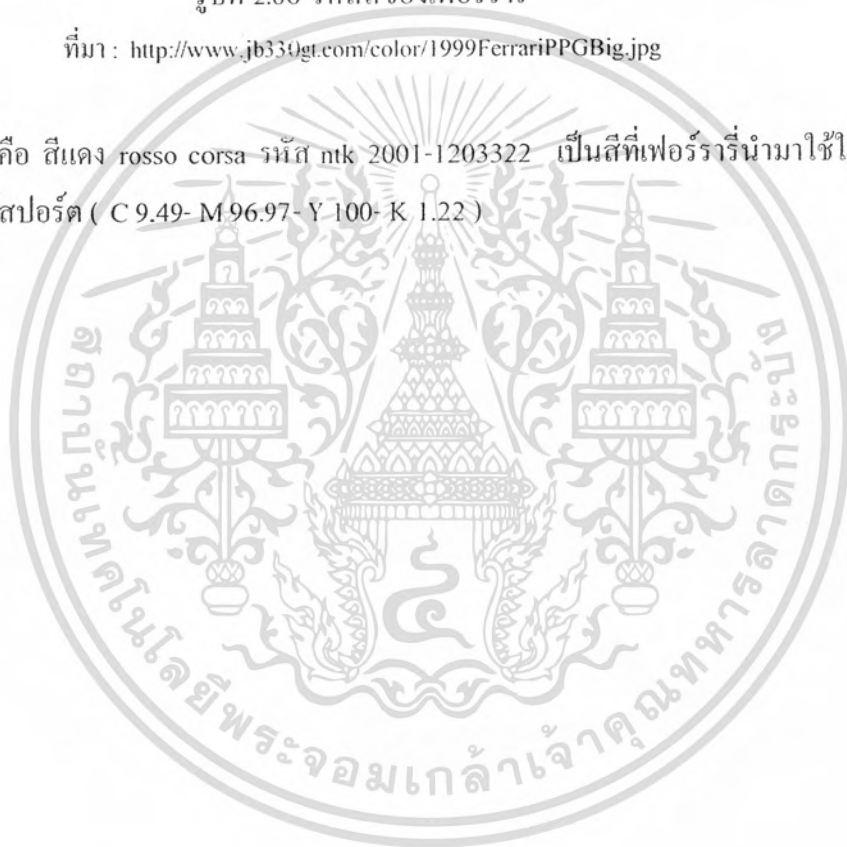 ที่มา : http://www.jb330gt.com/color/1999FerrariPPGBig.jpg
คือ สีแดง rosso corsa รหัส ntk 2001-1203322 เป็นสีที่เฟอร์รารี่นำมาใช้ใ
สปอร์ต ( C 9.49- M 96.97- Y 100- K 1.22 )
สถาบันเทคโนโลยีพระจอมเกล้าเจ้าคุณทหารลาดกระบัง
๔